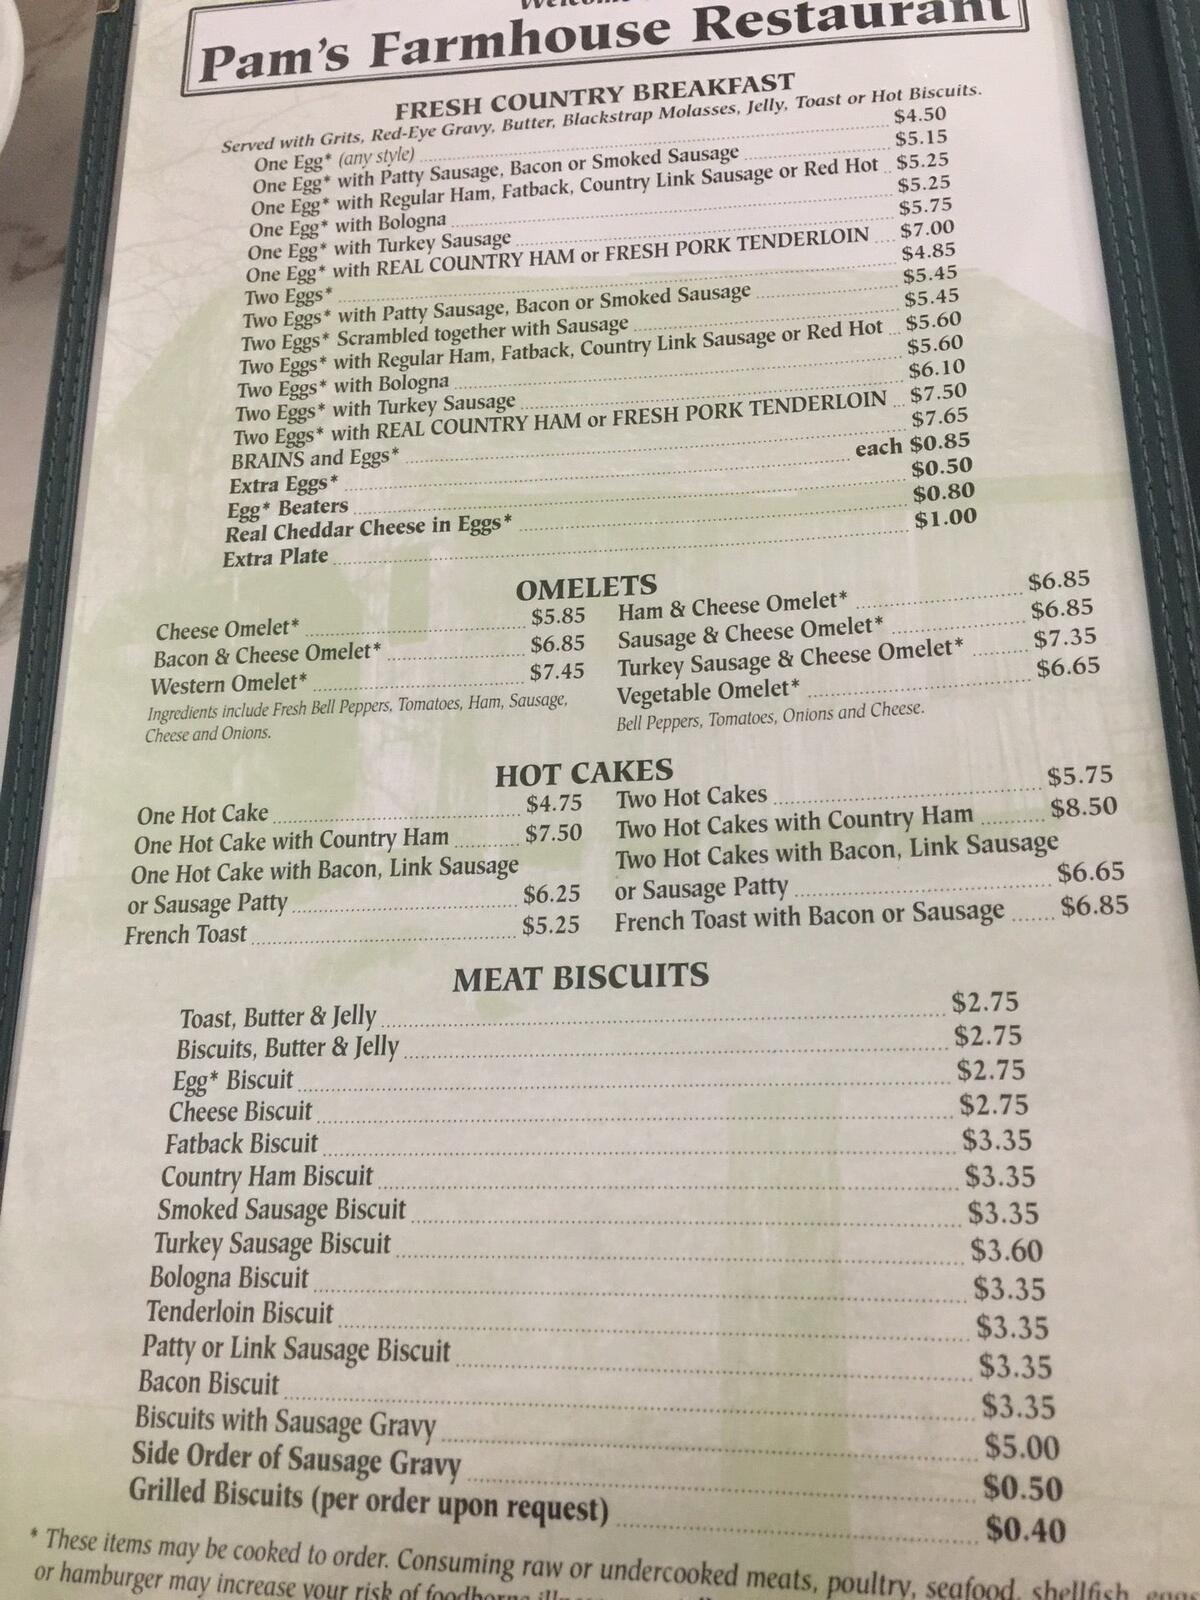 Welcome
Pam's Farmhouse Restaurant
FRESH COUNTRY BREAKFAST
Served with Grits, Red-Eye Gravy, Butter, Blackstrap Molasses, Jelly, Toast or Hot Biscuits.
One Egg* (any style) $4.50
One Egg* with Patty Sausage, Bacon or Smoked Sausage $5.15
One Egg* with Regular Ham, Fatback, Country Link Sausage or Red Hot $5.25
One Egg* with Bologna $5.25
One Egg* with Turkey Sausage $5.75
One Egg* with REAL COUNTRY HAM or FRESH PORK TENDERLOIN $7.00
Two Eggs* $4.85
Two Eggs* with Patty Sausage, Bacon or Smoked Sausage $5.45
Two Eggs* Scrambled together with Sausage $5.45
Two Eggs* with Regular Ham, Fatback, Country Link Sausage or Red Hot $5.60
Two Eggs* with Bologna $5.60
Two Eggs* with Turkey Sausage $6.10
Two Eggs* with REAL COUNTRY HAM or FRESH PORK TENDERLOIN $7.50
BRAINS and Eggs* $7.65
Extra Eggs* each $0.85
Egg* Beaters $0.50
Real Cheddar Cheese in Eggs* $0.80
Extra Plate $1.00
OMELETS
Cheese Omelet* $5.85
Bacon & Cheese Omelet* $6.85
Western Omelet* $7.45
Ingredients include Fresh Bell Peppers, Tomatoes, Ham, Sausage,
Cheese and Onions.
Ham & Cheese Omelet* $6.85
Sausage & Cheese Omelet* $6.85
Turkey Sausage & Cheese Omelet* $7.35
Vegetable Omelet* $6.65
Bell Peppers, Tomatoes, Onions and Cheese.
HOT CAKES
One Hot Cake $4.75
One Hot Cake with Country Ham $7.50
One Hot Cake with Bacon, Link Sausage
or Sausage Patty $6.25
French Toast $5.25
Two Hot Cakes $5.75
Two Hot Cakes with Country Ham $8.50
Two Hot Cakes with Bacon, Link Sausage
or Sausage Patty $6.65
French Toast with Bacon or Sausage $6.85
MEAT BISCUITS
Toast, Butter & Jelly $2.75
Biscuits, Butter & Jelly $2.75
Egg* Biscuit $2.75
Cheese Biscuit $2.75
Fatback Biscuit $3.35
Country Ham Biscuit $3.35
Smoked Sausage Biscuit $3.35
Turkey Sausage Biscuit $3.60
Bologna Biscuit $3.35
Tenderloin Biscuit $3.35
Patty or Link Sausage Biscuit $3.35
Bacon Biscuit $3.35
Biscuits with Sausage Gravy $5.00
Side Order of Sausage Gravy $0.50
Grilled Biscuits (per order upon request) $0.40
* These items may be cooked to order. Consuming raw or undercooked meats, poultry, seafood, shellfish, eggs
or hamburger may increase your risk of foodborne